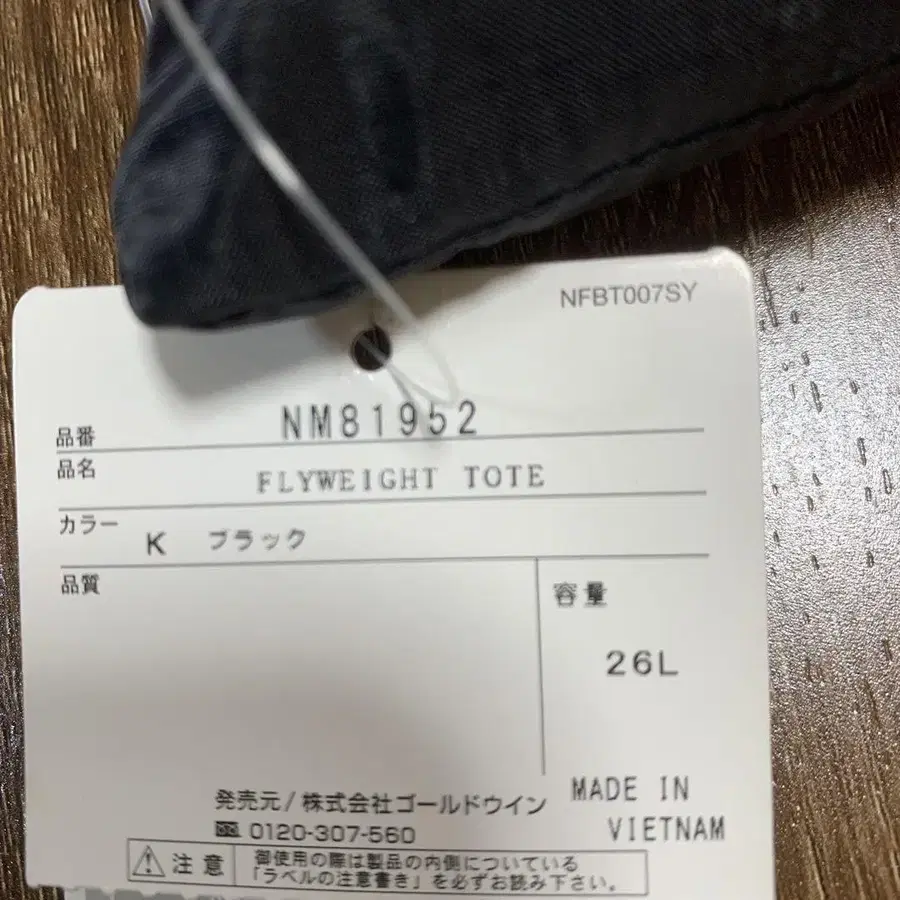 NFBT007SY
品番 NM81952
品名 FLYWEIGHT TOTE
カラー K ブラック
品質
容量
26L
発売元/株式会社ゴールドウイン
0120-307-560
MADE IN
VIETNAM
注意
御使用の際は製品の内側についている
「ラベルの注意書き」を必ずお読み下さい。